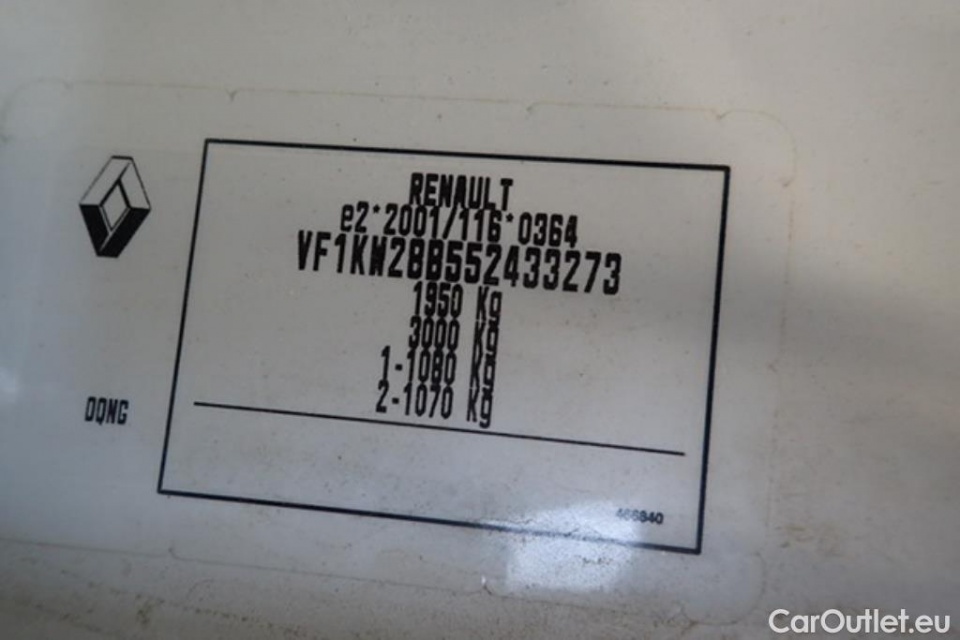 RENAULT
e2*2001/116*0364
VF1KW2BB552433273
1950 Kg
3000 Kg
1-1080 Kg
2-1070 Kg
OQNG
466840
CarOutlet.eu